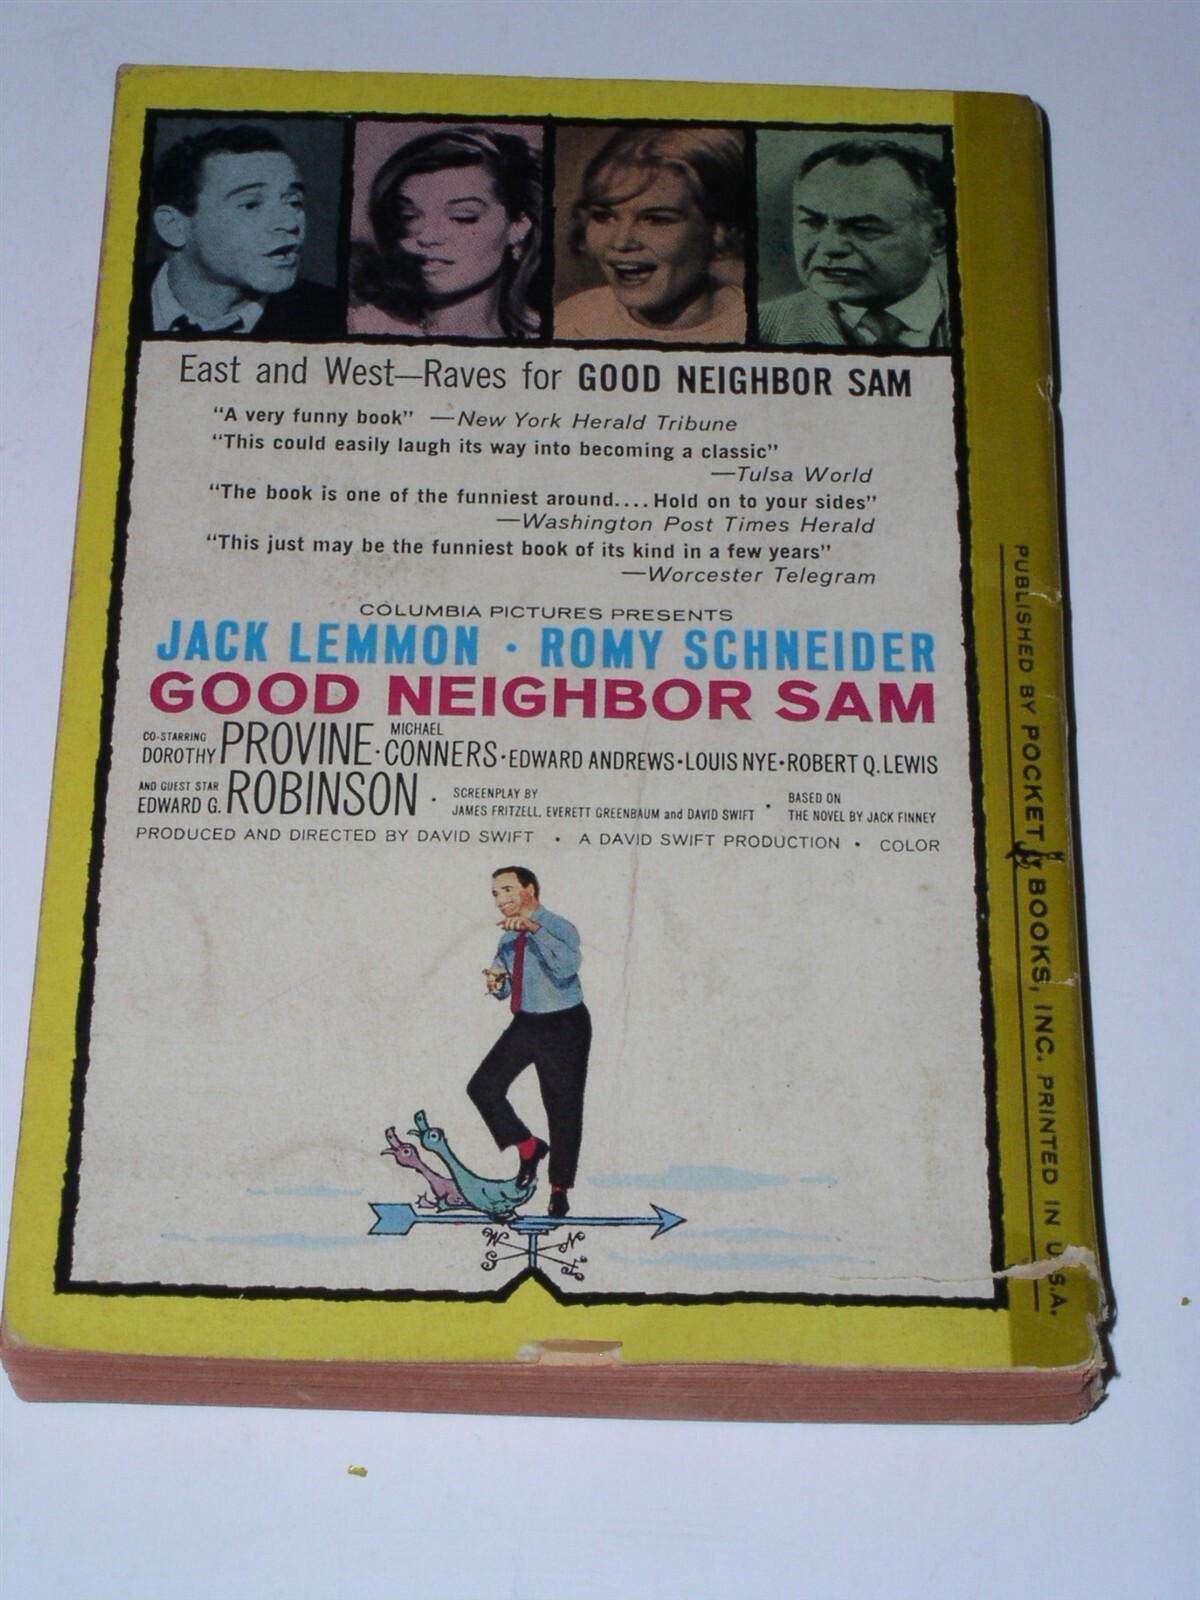 East and West—Raves for GOOD NEIGHBOR SAM
“A very funny book” —New York Herald Tribune
“This could easily laugh its way into becoming a classic”
—Tulsa World
“The book is one of the funniest around.... Hold on to your sides”
—Washington Post Times Herald
“This just may be the funniest book of its kind in a few years”
—Worcester Telegram
COLUMBIA PICTURES PRESENTS
JACK LEMMON • ROMY SCHNEIDER
GOOD NEIGHBOR SAM
CO-STARRING DOROTHY PROVINE • MICHAEL CONNERS • EDWARD ANDREWS • LOUIS NYE • ROBERT Q. LEWIS
AND GUEST STAR EDWARD G. ROBINSON • SCREENPLAY BY JAMES FRITZELL, EVERETT GREENBAUM and DAVID SWIFT • BASED ON THE NOVEL BY JACK FINNEY
PRODUCED AND DIRECTED BY DAVID SWIFT • A DAVID SWIFT PRODUCTION • COLOR
W N
S E
PUBLISHED BY POCKET BOOKS, INC. PRINTED IN U.S.A.